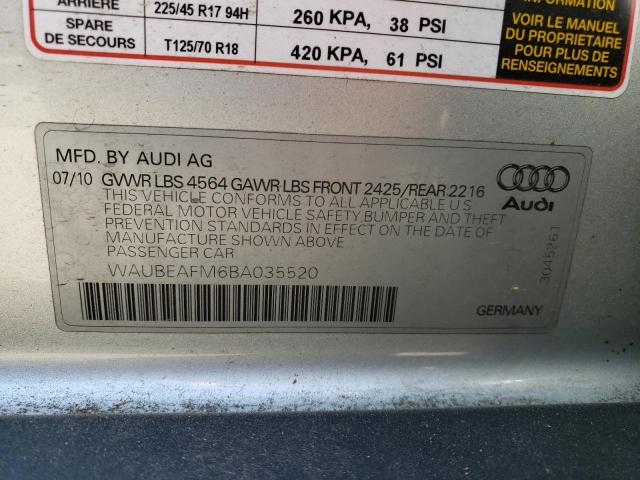 ARRIÈRE 225/45 R17 94H 260 KPA, 38 PSI
SPARE
DE SECOURS T125/70 R18 420 KPA, 61 PSI
INFORMATION
VOIR LE MANUEL
DU PROPRIETAIRE
POUR PLUS DE
RENSEIGNEMENTS
MFD. BY AUDI AG
07/10 GVWR LBS 4564 GAWR LBS FRONT 2425/REAR 2216
THIS VEHICLE CONFORMS TO ALL APPLICABLE U S
FEDERAL MOTOR VEHICLE SAFETY, BUMPER AND THEFT
PREVENTION STANDARDS IN EFFECT ON THE DATE OF
MANUFACTURE SHOWN ABOVE
PASSENGER CAR
WAUBEAFM6BA035520
Audi
3045261
GERMANY